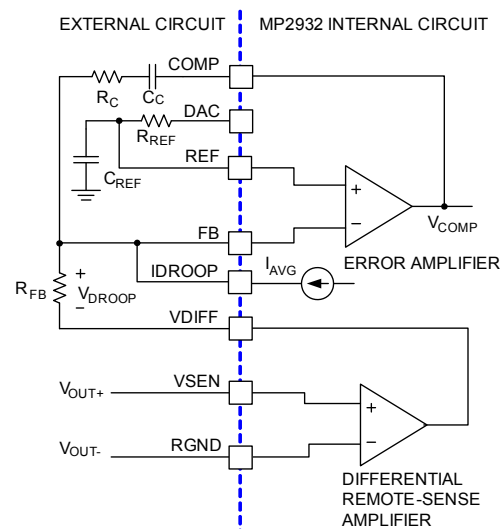 EXTERNAL CIRCUIT
MP2932 INTERNAL CIRCUIT
COMP
RC
CC
DAC
RREF
REF
CREF
+
−
VCOMP
FB
ERROR AMPLIFIER
IDROOP
IAVG
RFB
+
VDROOP
−
VDIFF
VOUT+
VSEN
+
VOUT-
RGND
−
DIFFERENTIAL
REMOTE-SENSE
AMPLIFIER